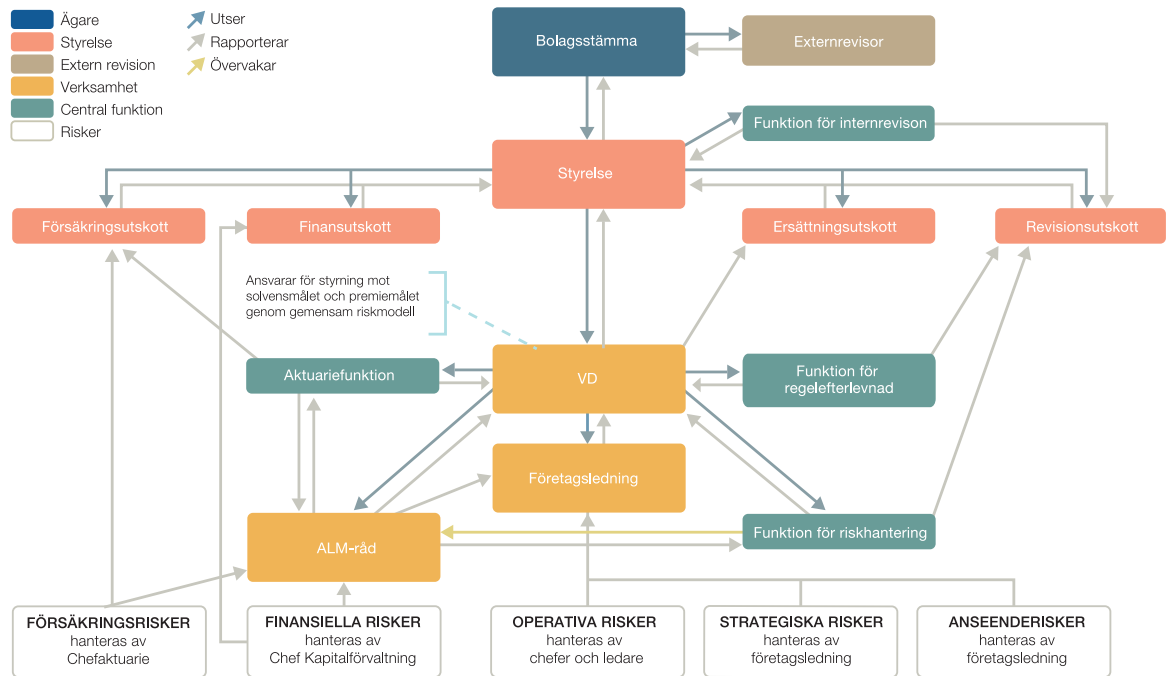 Ägare
Styrelse
Extern revision
Verksamhet
Central funktion
Risker
Utser
Rapporterar
Övervakar
Bolagsstämma
Externrevisor
Funktion för internrevison
Styrelse
Försäkringsutskott
Finansutskott
Ersättningsutskott
Revisionsutskott
Ansvarar för styrning mot
solvensmålet och premiemålet
genom gemensam riskmodell
Aktuariefunktion
VD
Funktion för
regelefterlevnad
Företagsledning
ALM-råd
Funktion för riskhantering
FÖRSÄKRINGSRISKER
hanteras av
Chefaktuarie
FINANSIELLA RISKER
hanteras av
Chef Kapitalförvaltning
OPERATIVA RISKER
hanteras av
chefer och ledare
STRATEGISKA RISKER
hanteras av
företagsledning
ANSEENDERISKER
hanteras av
företagsledning